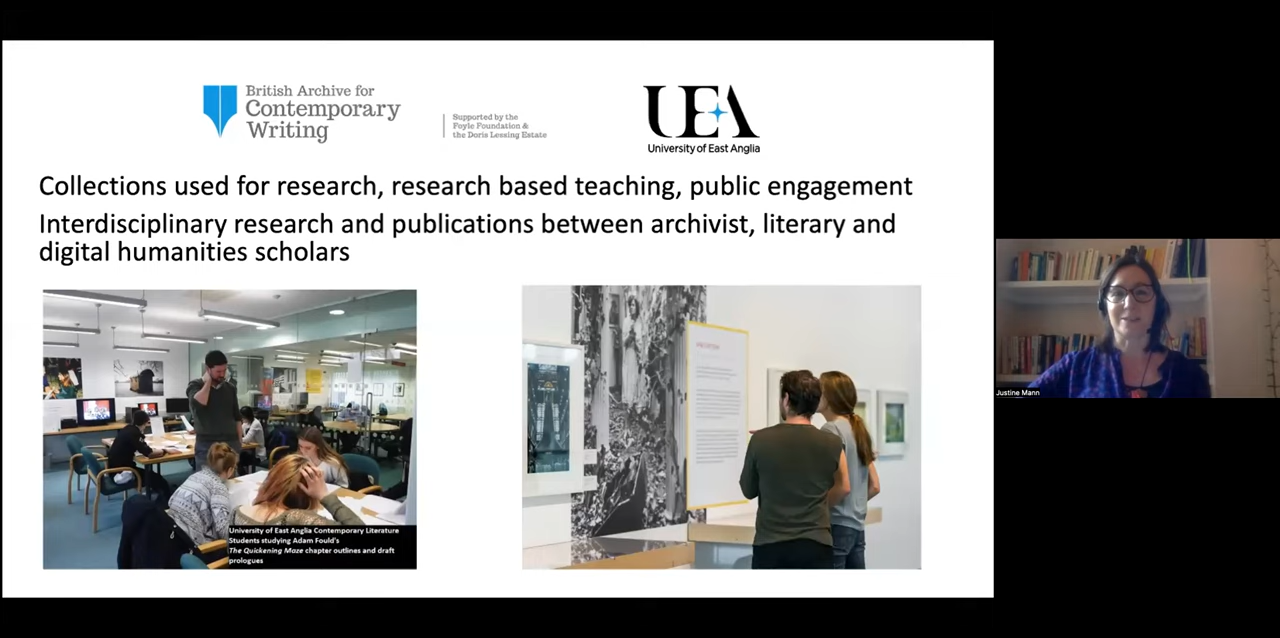 British Archive for
Contemporary
Writing
Supported by the
Foyle Foundation &
the Doris Lessing Estate
UEA
University of East Anglia
Collections used for research, research based teaching, public engagement
Interdisciplinary research and publications between archivist, literary and
digital humanities scholars
University of East Anglia Contemporary Literature
Students studying Adam Fould's
The Quickening Maze chapter outlines and draft
prologues
Justine Mann